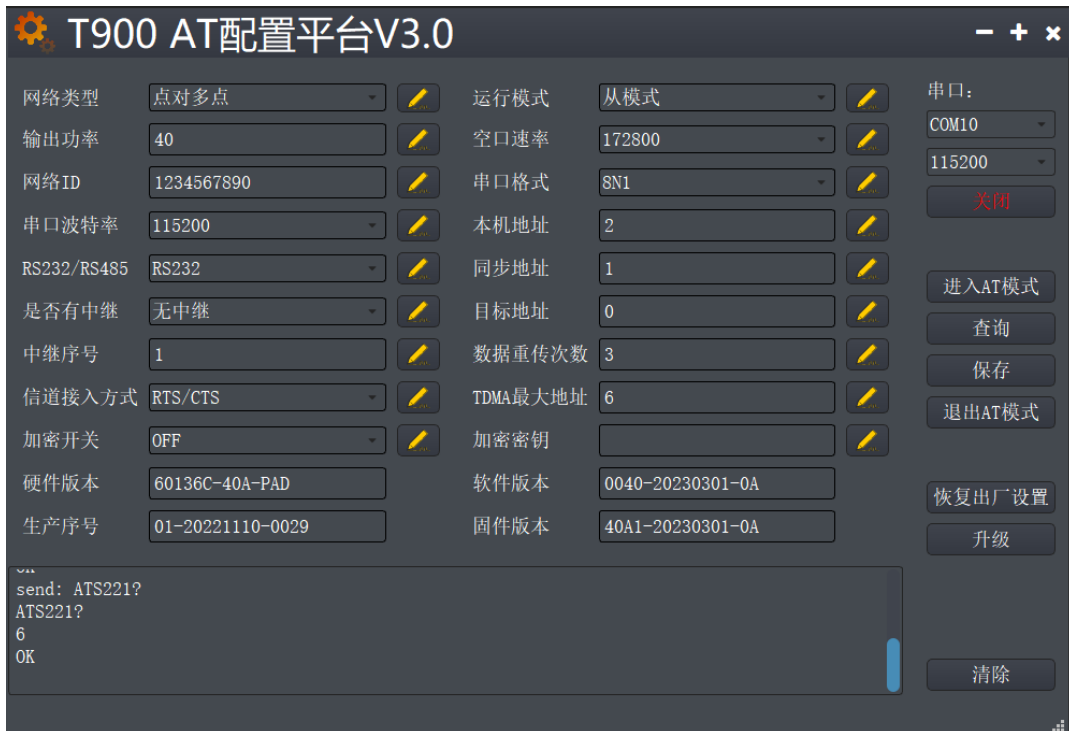 T900 AT配置平台V3.0
网络类型 点对多点 运行模式 从模式 串口：
输出功率 40 空口速率 172800 COM10
网络ID 1234567890 串口格式 8N1 115200
串口波特率 115200 本机地址 2 关闭
RS232/RS485 RS232 同步地址 1 进入AT模式
是否有中继 无中继 目标地址 0 查询
中继序号 1 数据重传次数 3 保存
信道接入方式 RTS/CTS TDMA最大地址 6 退出AT模式
加密开关 OFF 加密密钥
硬件版本 60136C-40A-PAD 软件版本 0040-20230301-0A 恢复出厂设置
生产序号 01-20221110-0029 固件版本 40A1-20230301-0A 升级
send: ATS221?
ATS221?
6
OK
清除